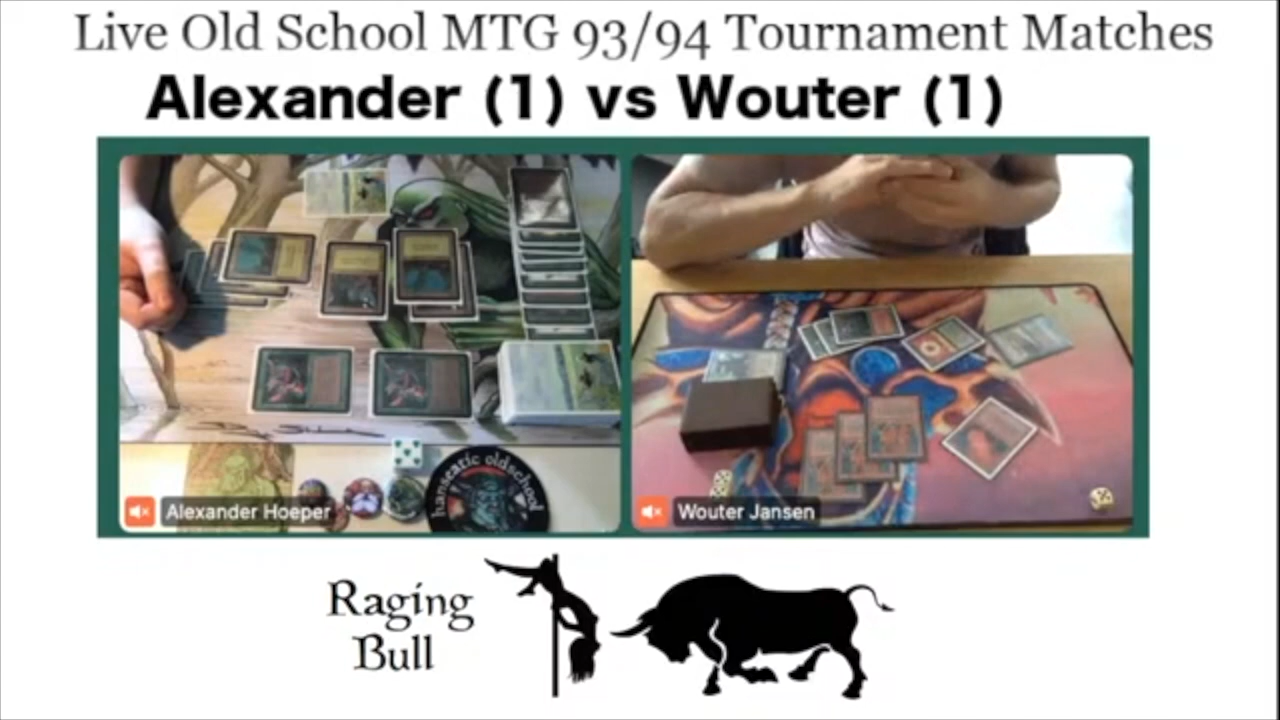 Live Old School MTG 93/94 Tournament Matches
Alexander (1) vs Wouter (1)
hanseatic oldschool
Alexander Hoeper
Wouter Jansen
Raging
Bull